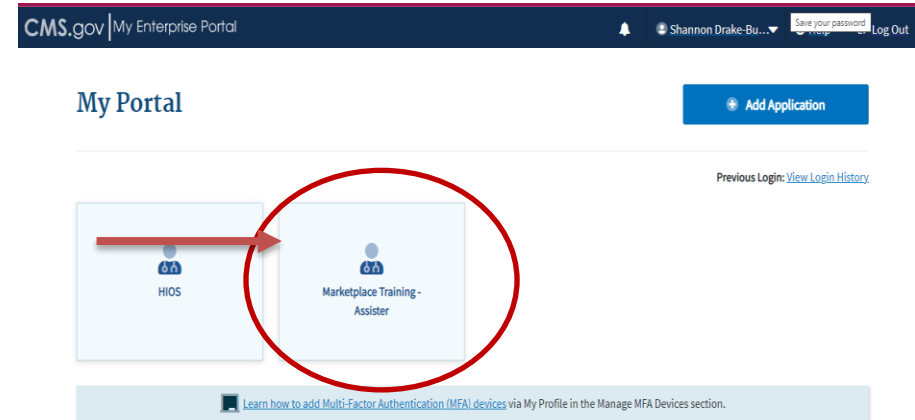 CMS.gov My Enterprise Portal
Shannon Drake-Bu...
Save your password
Log Out
My Portal
Add Application
Previous Login: View Login History
HIOS
Marketplace Training -
Assister
Learn how to add Multi-Factor Authentication (MFA) devices via My Profile in the Manage MFA Devices section.